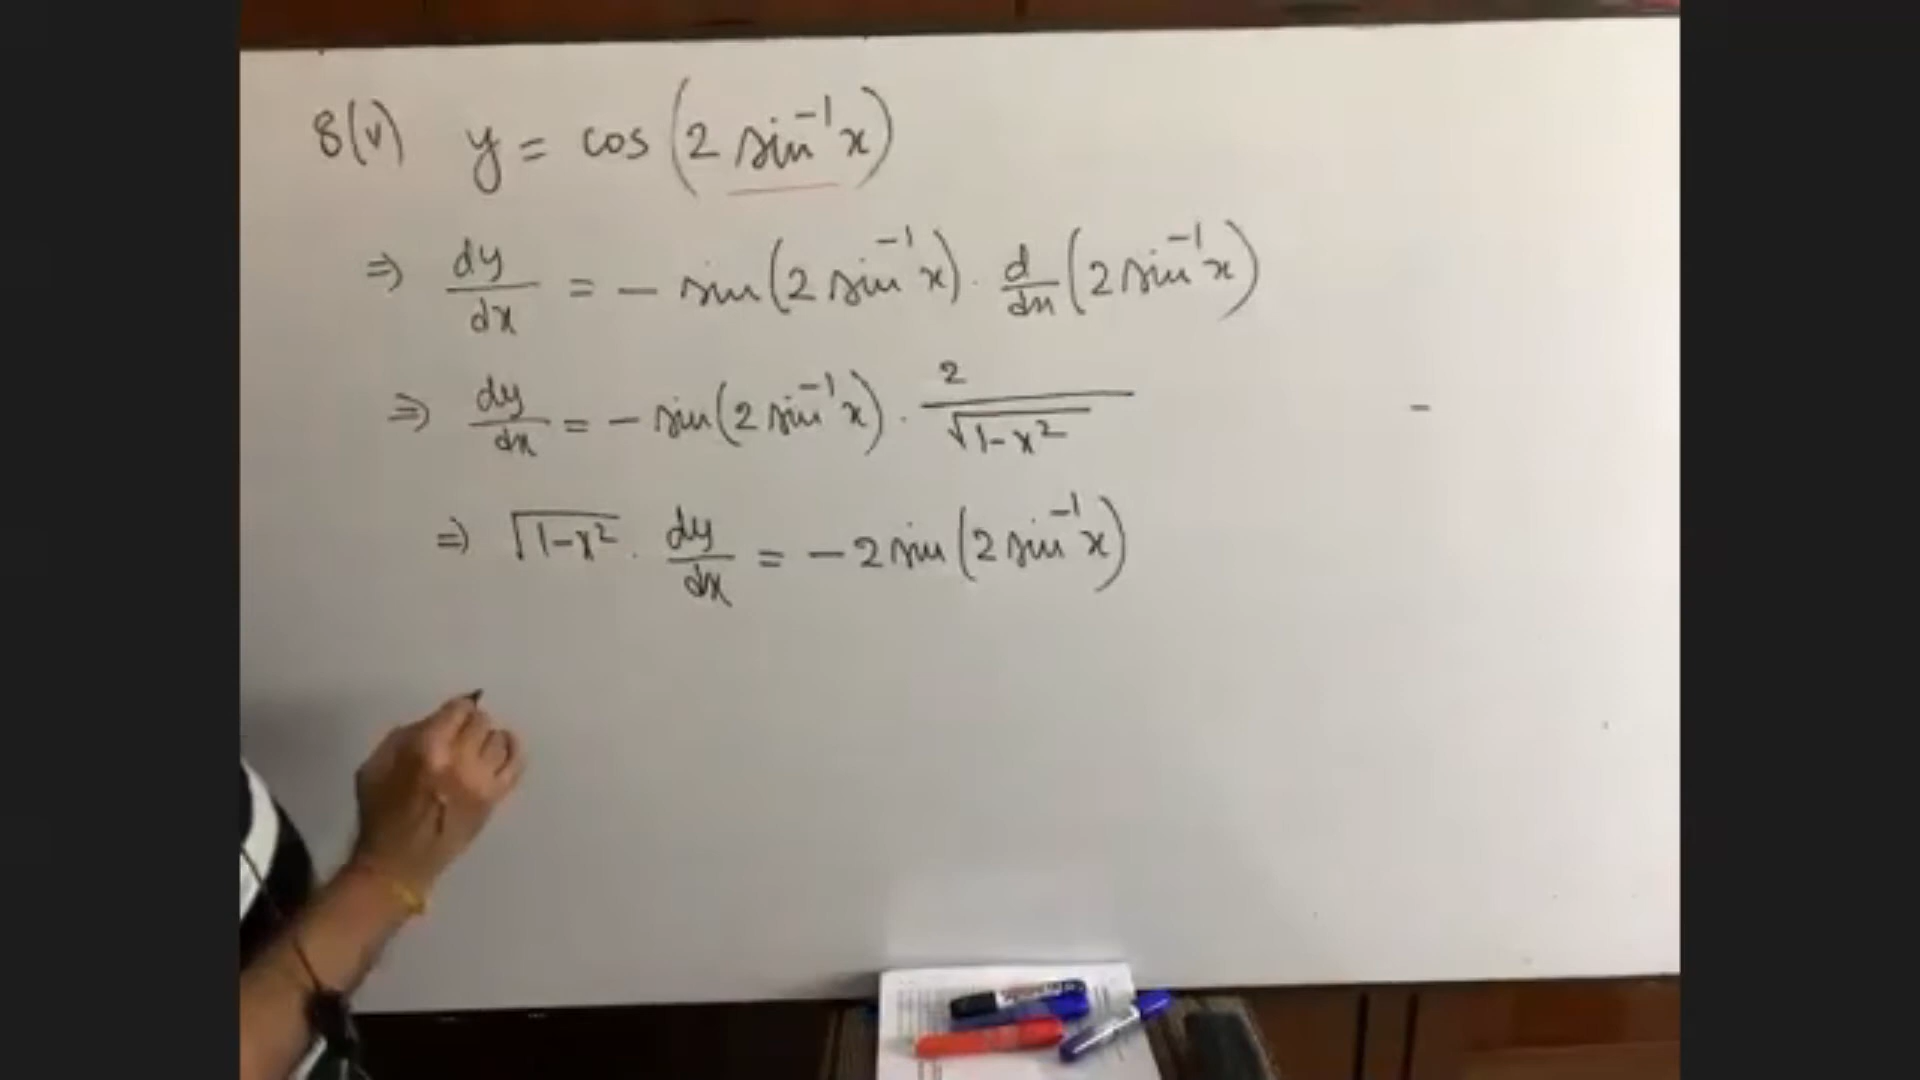 8(v) y = cos(2 sin⁻¹x)
⇒ dy/dx = - sin(2 sin⁻¹x) · d/dx (2 sin⁻¹x)
⇒ dy/dx = - sin(2 sin⁻¹x) · 2/√(1-x²)
⇒ √(1-x²) · dy/dx = -2 sin(2 sin⁻¹x)